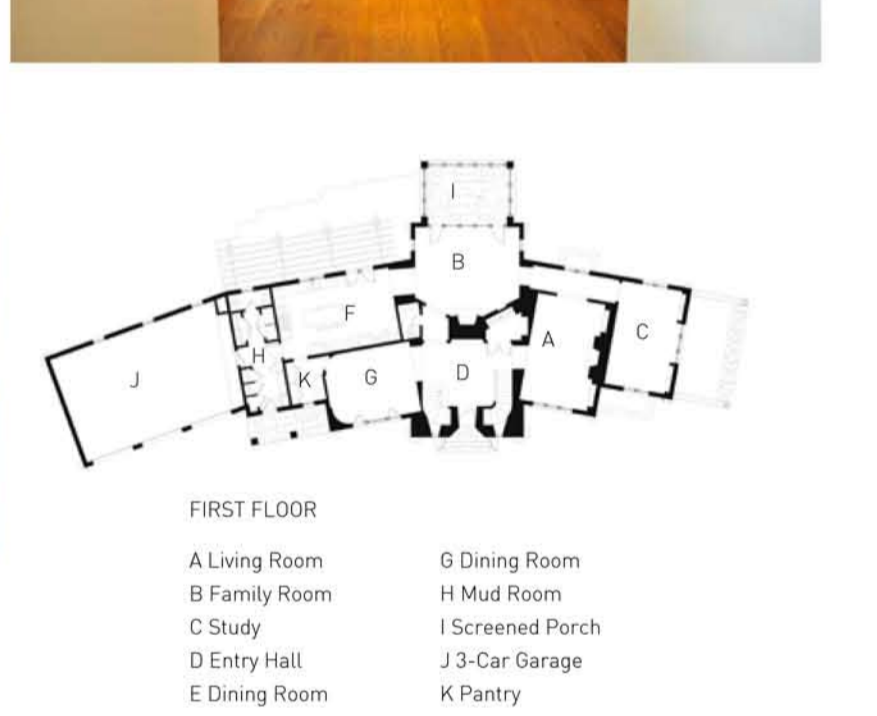 I
B
F
A
C
H
D
J
K
G
FIRST FLOOR
A Living Room
B Family Room
C Study
D Entry Hall
E Dining Room
G Dining Room
H Mud Room
I Screened Porch
J 3-Car Garage
K Pantry